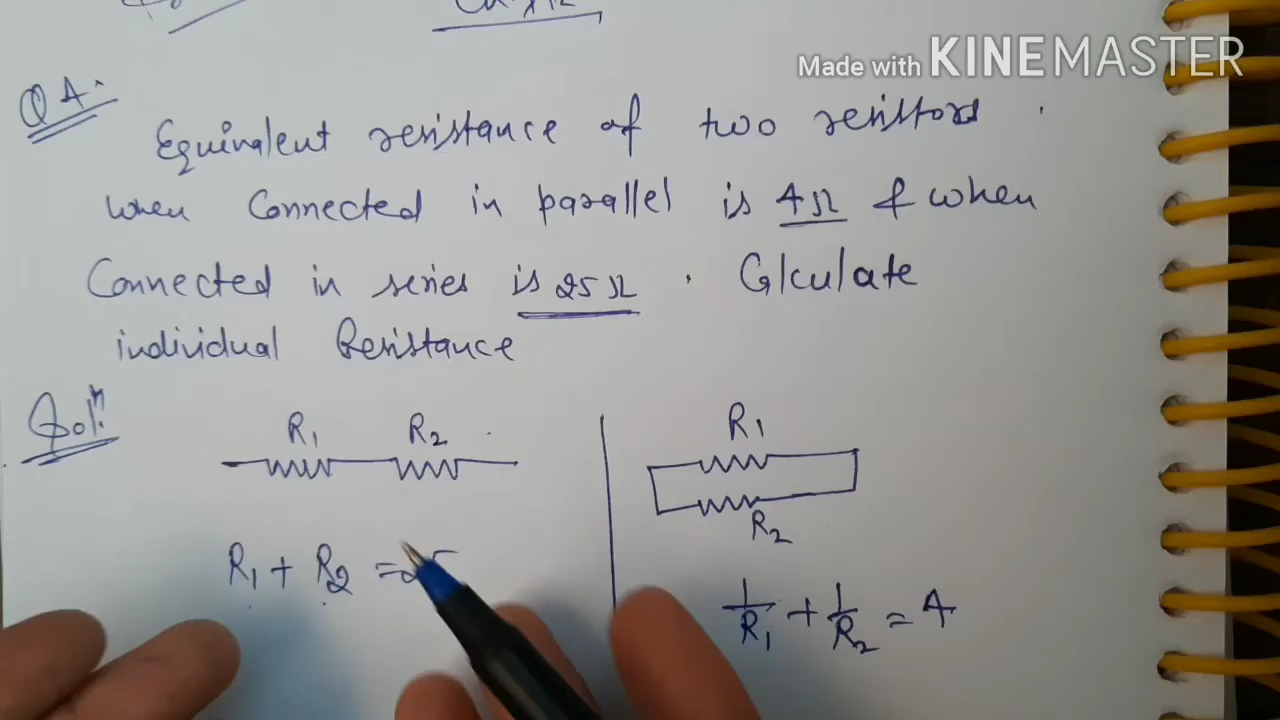 Made with KINEMASTER
Q4.
Equivalent resistance of two resistors
when Connected in parallel is 4Ω & when
Connected in series is 25Ω. Calculate
individual Resistance
Solⁿ:
R₁ R₂
R₁
R₂
R₁ + R₂ =
1/R₁ + 1/R₂ = 4